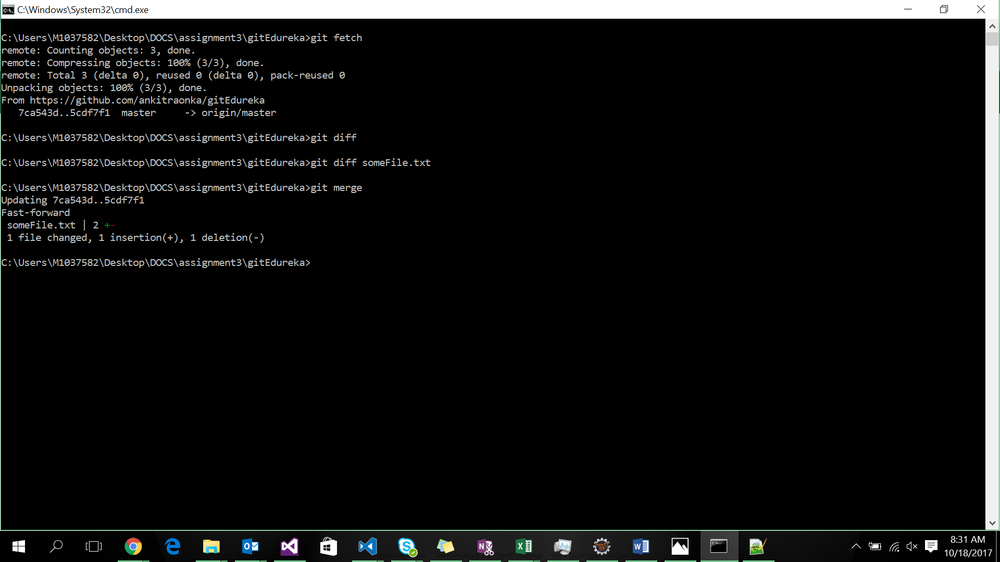 C:\Windows\System32\cmd.exe
C:\Users\M1037582\Desktop\DOCS\assignment3\gitEdureka>git fetch
remote: Counting objects: 3, done.
remote: Compressing objects: 100% (3/3), done.
remote: Total 3 (delta 0), reused 0 (delta 0), pack-reused 0
Unpacking objects: 100% (3/3), done.
From https://github.com/ankitraonka/gitEdureka
   7ca543d..5cdf7f1  master     -> origin/master
C:\Users\M1037582\Desktop\DOCS\assignment3\gitEdureka>git diff
C:\Users\M1037582\Desktop\DOCS\assignment3\gitEdureka>git diff someFile.txt
C:\Users\M1037582\Desktop\DOCS\assignment3\gitEdureka>git merge
Updating 7ca543d..5cdf7f1
Fast-forward
 someFile.txt | 2 +-
 1 file changed, 1 insertion(+), 1 deletion(-)
C:\Users\M1037582\Desktop\DOCS\assignment3\gitEdureka>
8:31 AM
10/18/2017